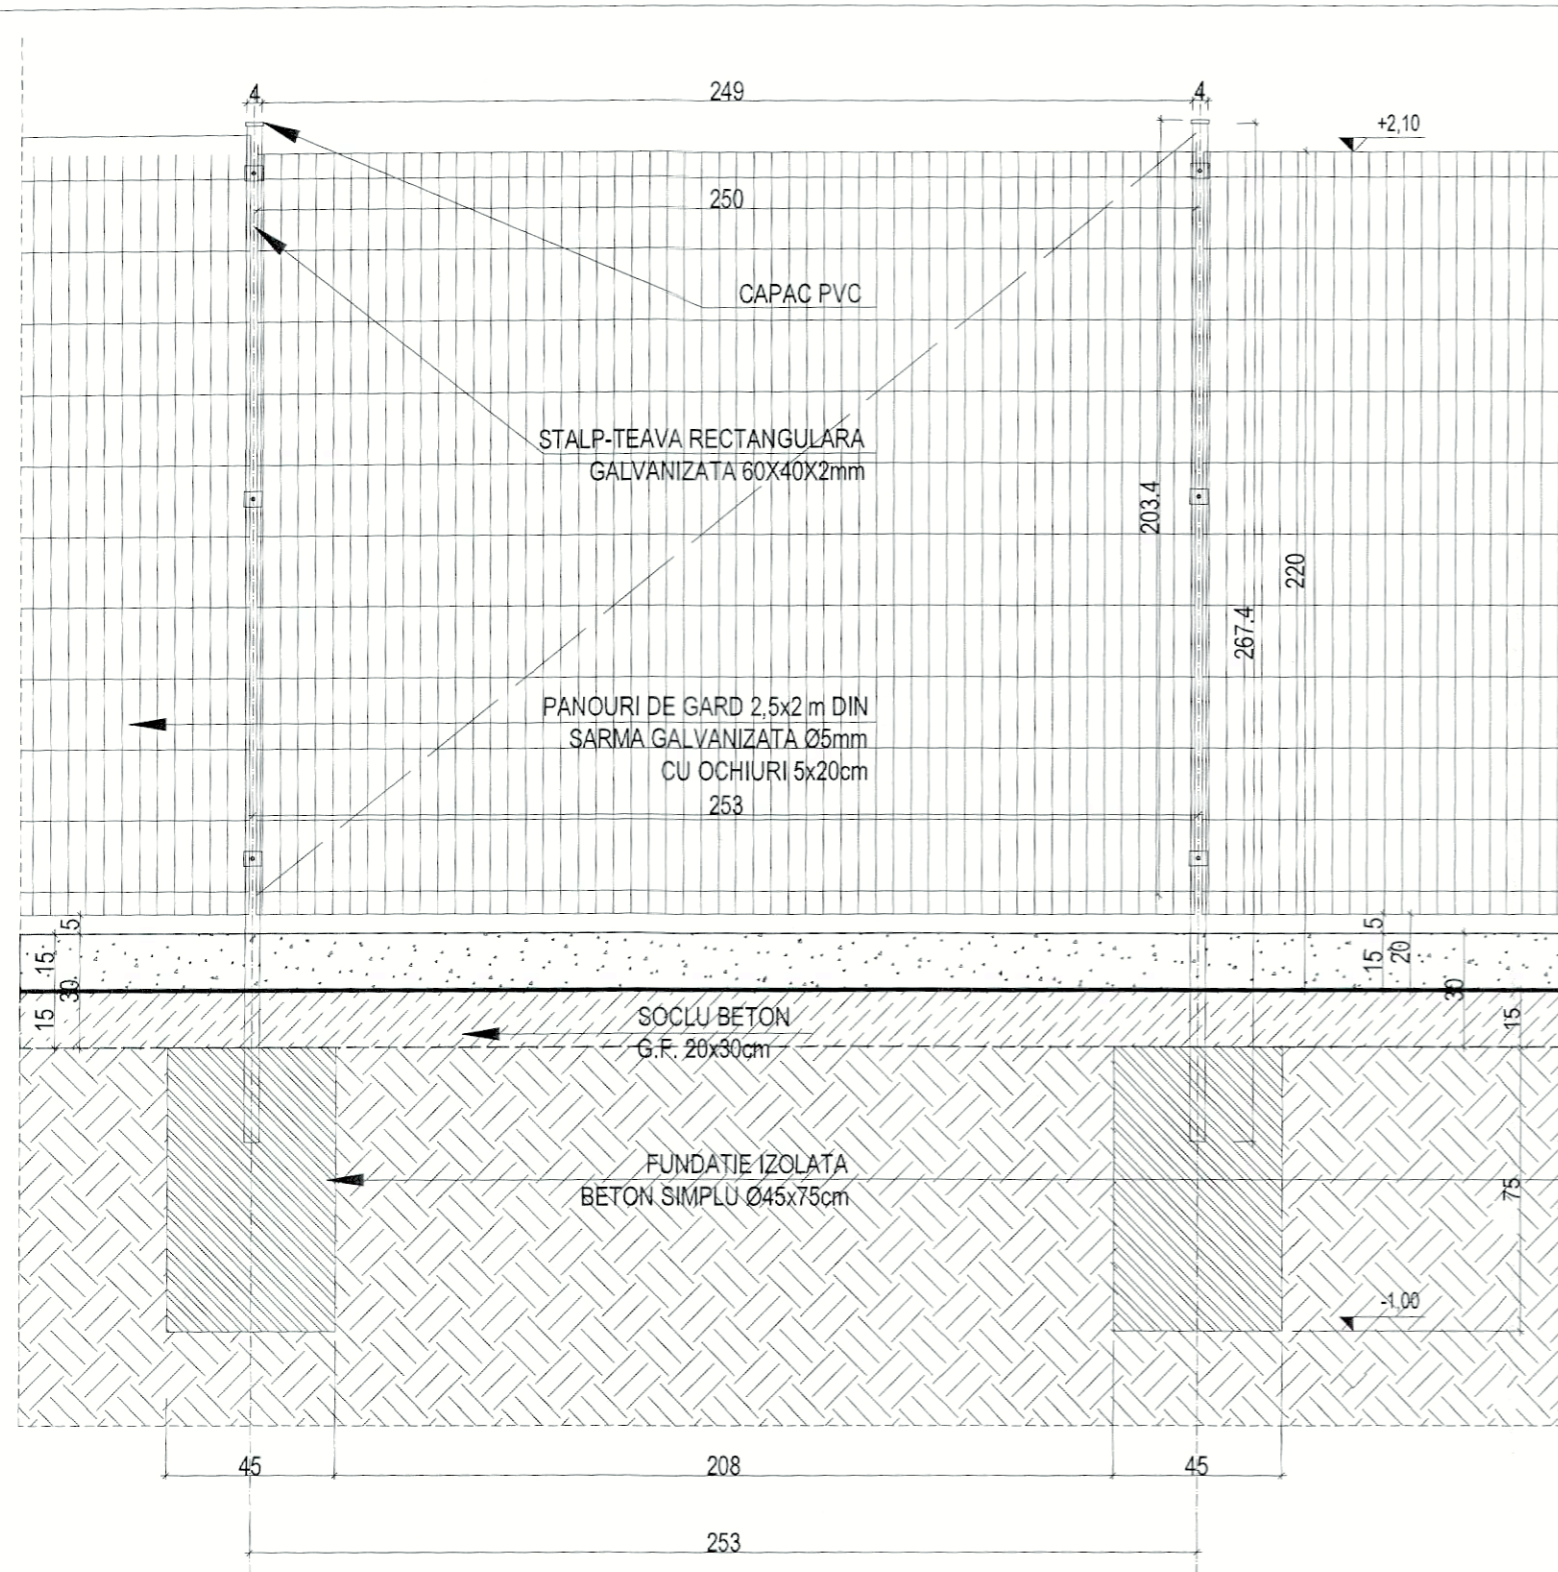 4
249
4
+2,10
250
CAPAC PVC
STALP-TEAVA RECTANGULARA
GALVANIZATA 60X40X2mm
203.4
220
267.4
PANOURI DE GARD 2,5x2 m DIN
SARMA GALVANIZATA Ø5mm
CU OCHIURI 5x20cm
253
5
15
30
15
5
15
20
30
15
SOCLU BETON
G.F. 20x30cm
FUNDATIE IZOLATA
BETON SIMPLU Ø45x75cm
75
-1,00
45
208
45
253